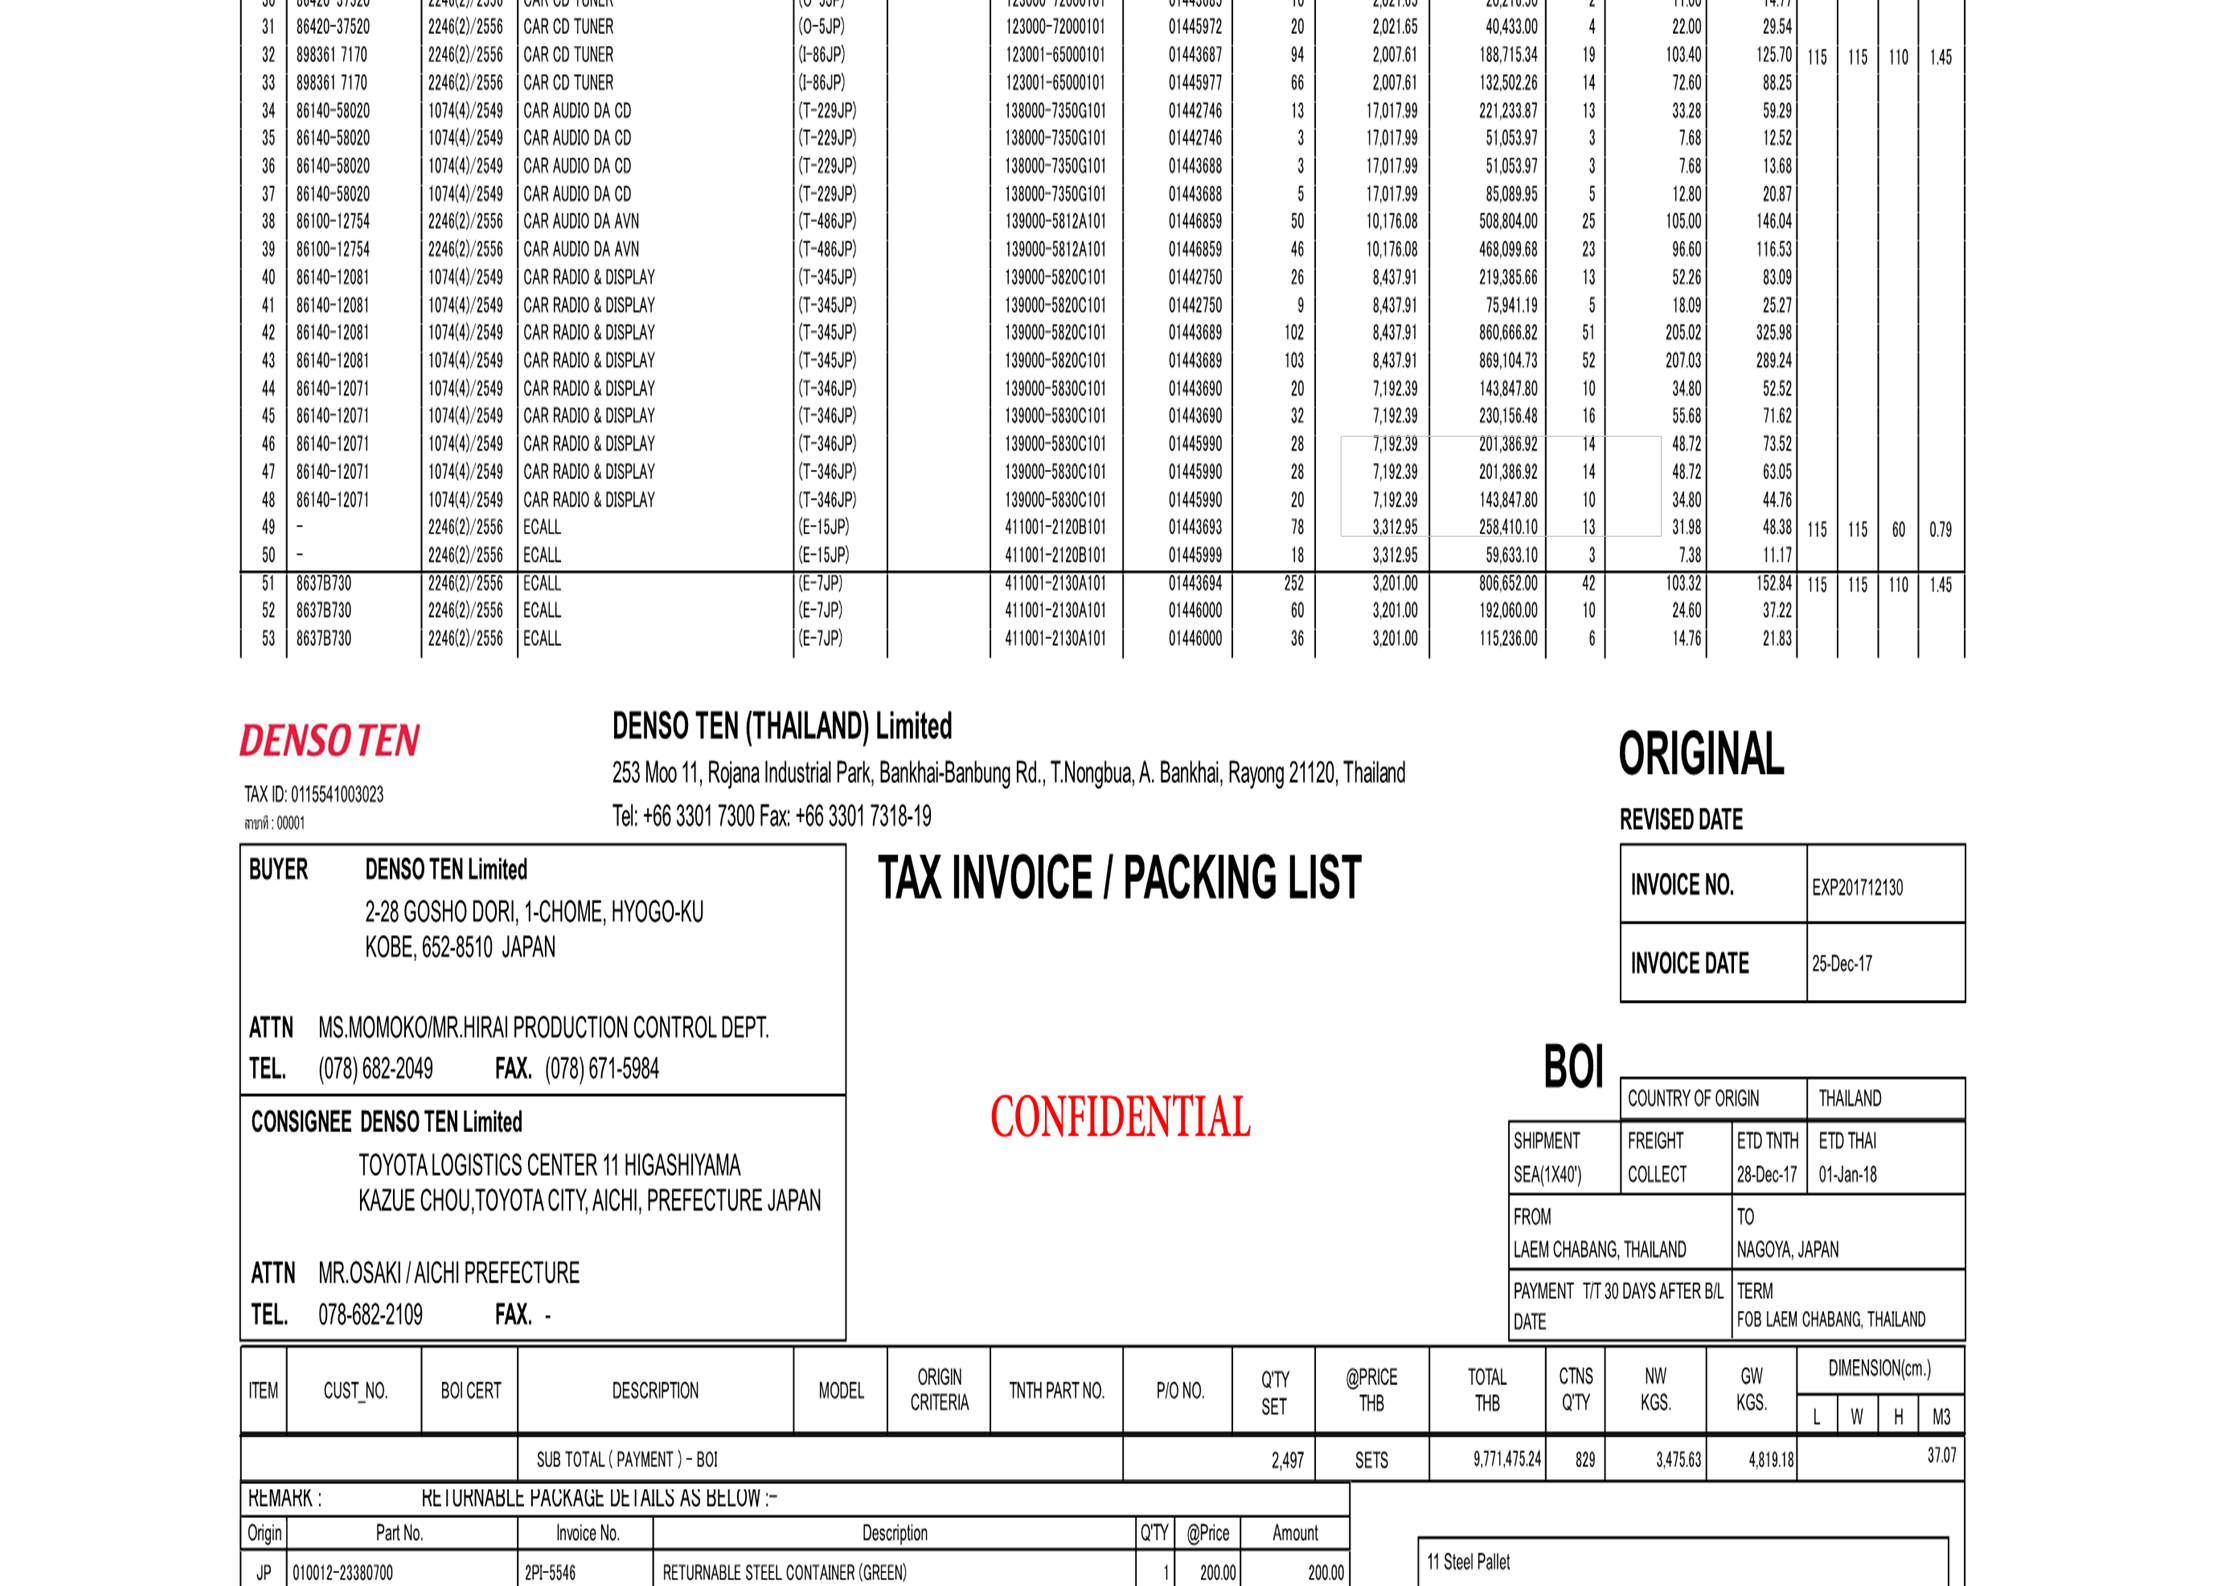 31 86420-37520 2246(2)/2556 CAR CD TUNER (O-5JP) 123000-72000101 01445972 20 2,021.65 40,433.00 4 22.00 29.54
32 898361 7170 2246(2)/2556 CAR CD TUNER (I-86JP) 123001-65000101 01443687 94 2,007.61 188,715.34 19 103.40 125.70 115 115 110 1.45
33 898361 7170 2246(2)/2556 CAR CD TUNER (I-86JP) 123001-65000101 01445977 66 2,007.61 132,502.26 14 72.60 88.25
34 86140-58020 1074(4)/2549 CAR AUDIO DA CD (T-229JP) 138000-7350G101 01442746 13 17,017.99 221,233.87 13 33.28 59.29
35 86140-58020 1074(4)/2549 CAR AUDIO DA CD (T-229JP) 138000-7350G101 01442746 3 17,017.99 51,053.97 3 7.68 12.52
36 86140-58020 1074(4)/2549 CAR AUDIO DA CD (T-229JP) 138000-7350G101 01443688 3 17,017.99 51,053.97 3 7.68 13.68
37 86140-58020 1074(4)/2549 CAR AUDIO DA CD (T-229JP) 138000-7350G101 01443688 5 17,017.99 85,089.95 5 12.80 20.87
38 86100-12754 2246(2)/2556 CAR AUDIO DA AVN (T-486JP) 139000-5812A101 01446859 50 10,176.08 508,804.00 25 105.00 146.04
39 86100-12754 2246(2)/2556 CAR AUDIO DA AVN (T-486JP) 139000-5812A101 01446859 46 10,176.08 468,099.68 23 96.60 116.53
40 86140-12081 1074(4)/2549 CAR RADIO & DISPLAY (T-345JP) 139000-5820C101 01442750 26 8,437.91 219,385.66 13 52.26 83.09
41 86140-12081 1074(4)/2549 CAR RADIO & DISPLAY (T-345JP) 139000-5820C101 01442750 9 8,437.91 75,941.19 5 18.09 25.27
42 86140-12081 1074(4)/2549 CAR RADIO & DISPLAY (T-345JP) 139000-5820C101 01443689 102 8,437.91 860,666.82 51 205.02 325.98
43 86140-12081 1074(4)/2549 CAR RADIO & DISPLAY (T-345JP) 139000-5820C101 01443689 103 8,437.91 869,104.73 52 207.03 289.24
44 86140-12071 1074(4)/2549 CAR RADIO & DISPLAY (T-346JP) 139000-5830C101 01443690 20 7,192.39 143,847.80 10 34.80 52.52
45 86140-12071 1074(4)/2549 CAR RADIO & DISPLAY (T-346JP) 139000-5830C101 01443690 32 7,192.39 230,156.48 16 55.68 71.62
46 86140-12071 1074(4)/2549 CAR RADIO & DISPLAY (T-346JP) 139000-5830C101 01445990 28 7,192.39 201,386.92 14 48.72 73.52
47 86140-12071 1074(4)/2549 CAR RADIO & DISPLAY (T-346JP) 139000-5830C101 01445990 28 7,192.39 201,386.92 14 48.72 63.05
48 86140-12071 1074(4)/2549 CAR RADIO & DISPLAY (T-346JP) 139000-5830C101 01445990 20 7,192.39 143,847.80 10 34.80 44.76
49 - 2246(2)/2556 ECALL (E-15JP) 411001-2120B101 01443693 78 3,312.95 258,410.10 13 31.98 48.38 115 115 60 0.79
50 - 2246(2)/2556 ECALL (E-15JP) 411001-2120B101 01445999 18 3,312.95 59,633.10 3 7.38 11.17
51 8637B730 2246(2)/2556 ECALL (E-7JP) 411001-2130A101 01443694 252 3,201.00 806,652.00 42 103.32 152.84 115 115 110 1.45
52 8637B730 2246(2)/2556 ECALL (E-7JP) 411001-2130A101 01446000 60 3,201.00 192,060.00 10 24.60 37.22
53 8637B730 2246(2)/2556 ECALL (E-7JP) 411001-2130A101 01446000 36 3,201.00 115,236.00 6 14.76 21.83
DENSO TEN
TAX ID: 0115541003023
สาขาที่ : 00001
DENSO TEN (THAILAND) Limited
253 Moo 11, Rojana Industrial Park, Bankhai-Banbung Rd., T.Nongbua, A. Bankhai, Rayong 21120, Thailand
Tel: +66 3301 7300 Fax: +66 3301 7318-19
ORIGINAL
REVISED DATE
TAX INVOICE / PACKING LIST
INVOICE NO. EXP201712130
INVOICE DATE 25-Dec-17
BUYER DENSO TEN Limited
2-28 GOSHO DORI, 1-CHOME, HYOGO-KU
KOBE, 652-8510 JAPAN
ATTN MS.MOMOKO/MR.HIRAI PRODUCTION CONTROL DEPT.
TEL. (078) 682-2049 FAX. (078) 671-5984
CONSIGNEE DENSO TEN Limited
TOYOTA LOGISTICS CENTER 11 HIGASHIYAMA
KAZUE CHOU,TOYOTA CITY, AICHI, PREFECTURE JAPAN
ATTN MR.OSAKI / AICHI PREFECTURE
TEL. 078-682-2109 FAX. -
CONFIDENTIAL
BOI
COUNTRY OF ORIGIN THAILAND
SHIPMENT FREIGHT ETD TNTH ETD THAI
SEA(1X40') COLLECT 28-Dec-17 01-Jan-18
FROM TO
LAEM CHABANG, THAILAND NAGOYA, JAPAN
PAYMENT T/T 30 DAYS AFTER B/L TERM
DATE FOB LAEM CHABANG, THAILAND
ITEM CUST_NO. BOI CERT DESCRIPTION MODEL ORIGIN CRITERIA TNTH PART NO. P/O NO. Q'TY SET @PRICE THB TOTAL THB CTNS Q'TY NW KGS. GW KGS. DIMENSION(cm.)
L W H M3
SUB TOTAL ( PAYMENT ) - BOI 2,497 SETS 9,771,475.24 829 3,475.63 4,819.18 37.07
REMARK : RETURNABLE PACKAGE DETAILS AS BELOW :-
Origin Part No. Invoice No. Description Q'TY @Price Amount
JP 010012-23380700 2PI-5546 RETURNABLE STEEL CONTAINER (GREEN) 1 200.00 200.00
11 Steel Pallet